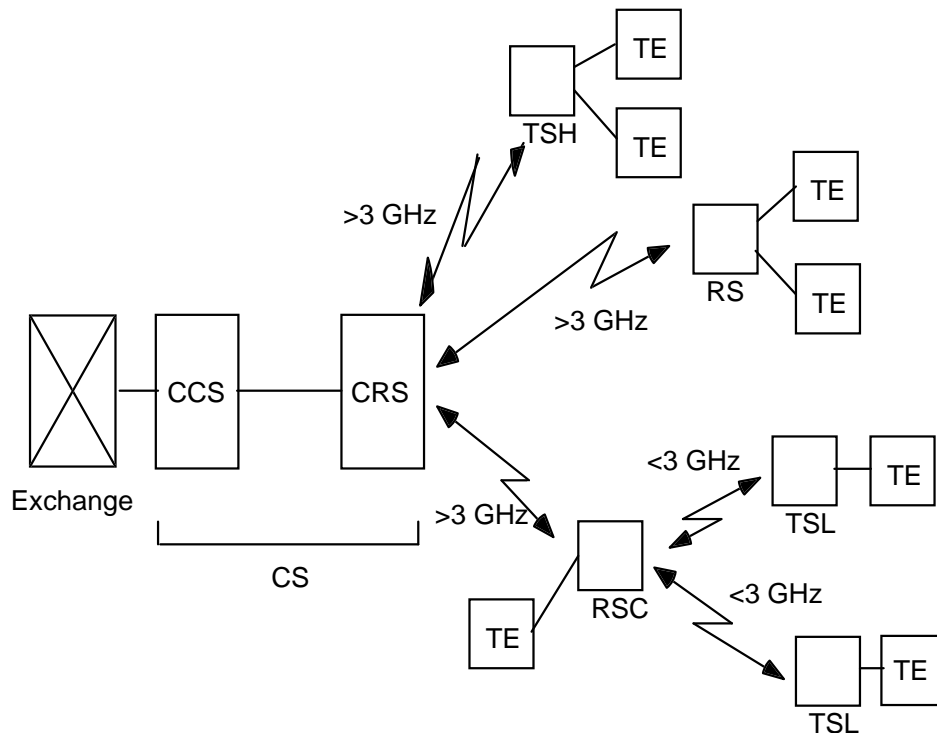 TE
TE
TSH
>3 GHz
TE
TE
RS
>3 GHz
Exchange
CCS
CRS
CS
>3 GHz
<3 GHz
TE
TSL
RSC
TE
<3 GHz
TE
TSL